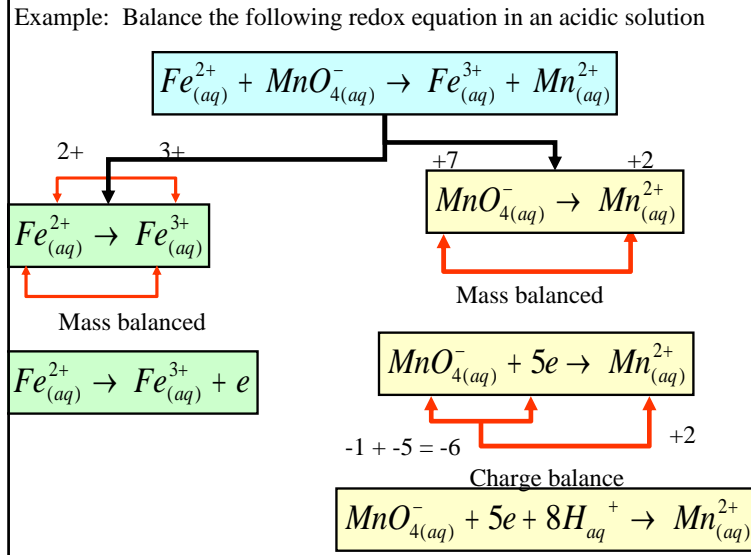 Example: Balance the following redox equation in an acidic solution
Fe²⁺₍aq₎ + MnO₄₍aq₎⁻ → Fe³⁺₍aq₎ + Mn²⁺₍aq₎
2+ 3+
+7 +2
Fe²⁺₍aq₎ → Fe³⁺₍aq₎
MnO₄₍aq₎⁻ → Mn²⁺₍aq₎
Mass balanced
Mass balanced
Fe²⁺₍aq₎ → Fe³⁺₍aq₎ + e
MnO₄₍aq₎⁻ + 5e → Mn²⁺₍aq₎
-1 + -5 = -6
+2
Charge balance
MnO₄₍aq₎⁻ + 5e + 8H_aq⁺ → Mn²⁺₍aq₎